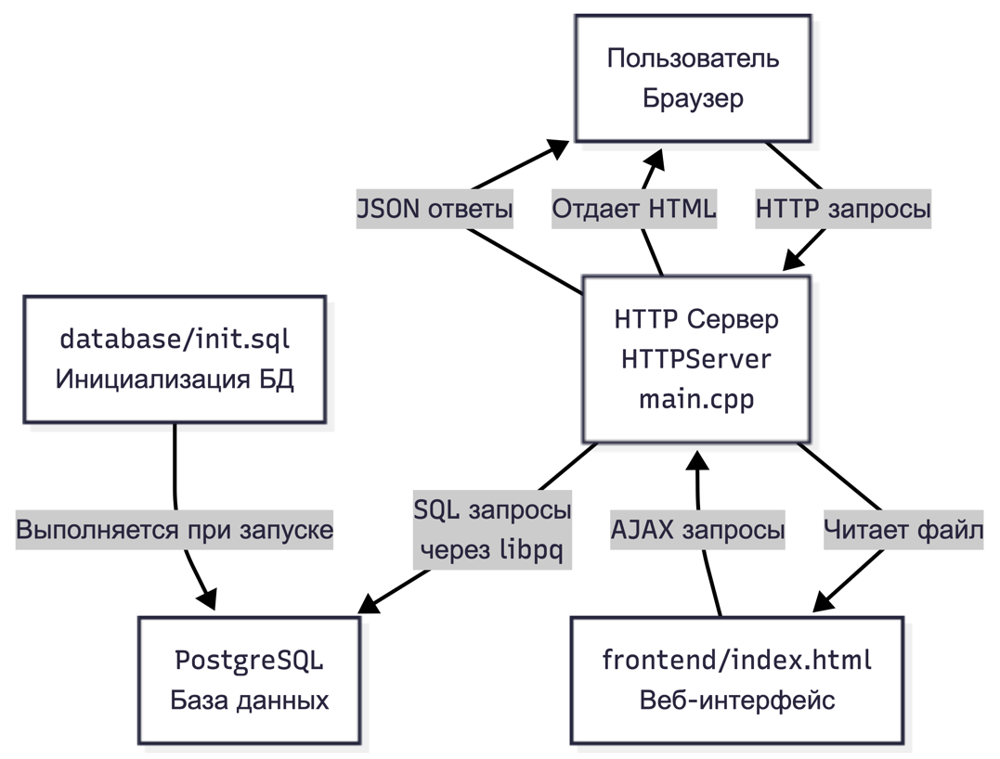 Пользователь
Браузер
JSON ответы
Отдает HTML
HTTP запросы
HTTP Сервер
HTTPServer
main.cpp
database/init.sql
Инициализация БД
SQL запросы
через libpq
Выполняется при запуске
AJAX запросы
Читает файл
PostgreSQL
База данных
frontend/index.html
Веб-интерфейс